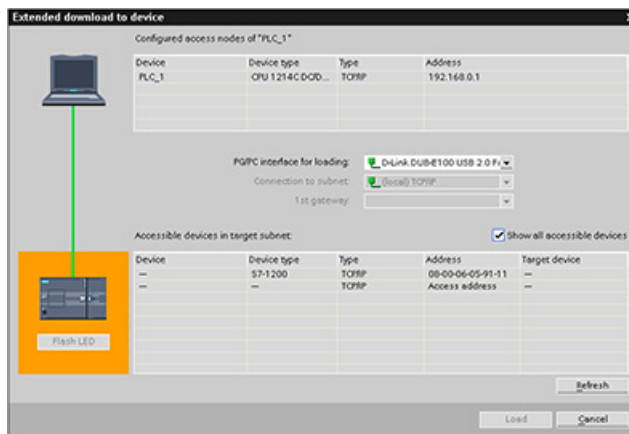 Extended download to device
Configured access nodes of "PLC_1"
Device Device type Type Address
PLC_1 CPU 1214C DC/D... TCP/IP 192.168.0.1
PG/PC interface for loading: D-Link DUB-E100 USB 2.0 Fa
Connection to subnet: (local) TCP/IP
1st gateway:
Accessible devices in target subnet: Show all accessible devices
Device Device type Type Address Target device
— S7-1200 TCP/IP 08-00-06-05-91-11 —
— — TCP/IP Access address —
Flash LED
Refresh
Load Cancel